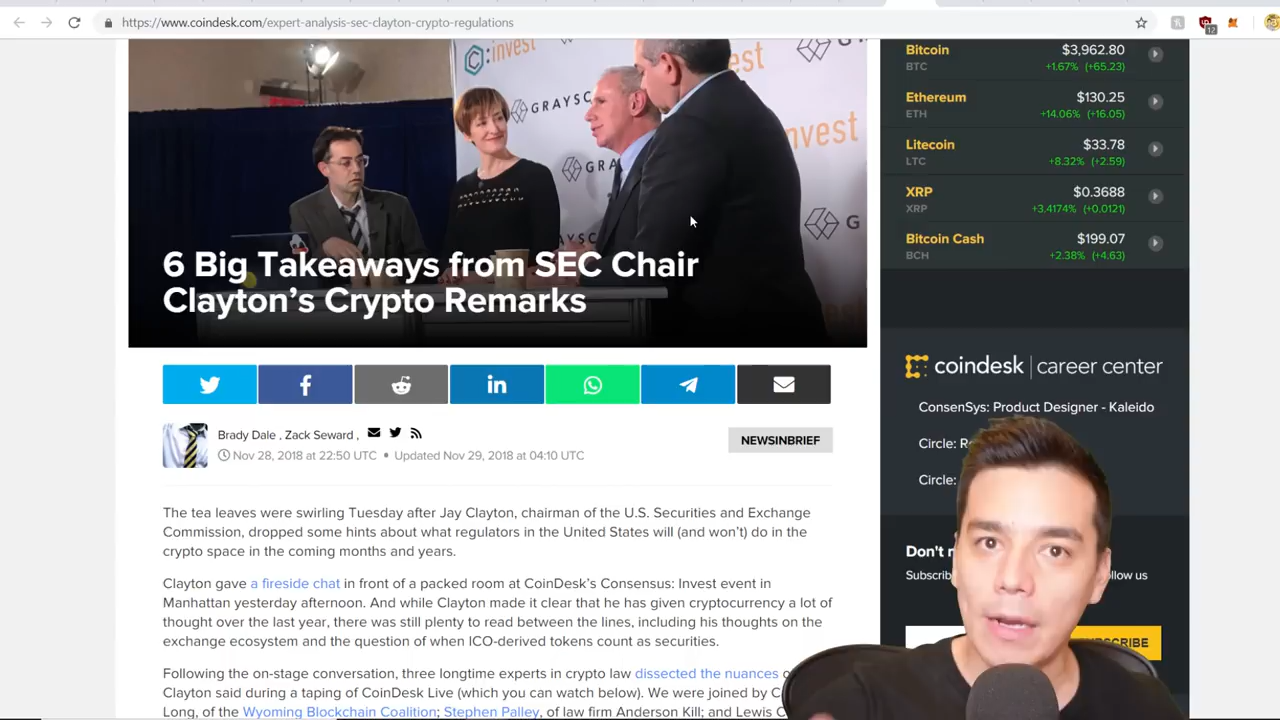 https://www.coindesk.com/expert-analysis-sec-clayton-crypto-regulations
12
invest
GRAYSC
invest
GRA
G
6 Big Takeaways from SEC Chair
Clayton's Crypto Remarks
Brady Dale , Zack Seward ,
Nov 28, 2018 at 22:50 UTC • Updated Nov 29, 2018 at 04:10 UTC
NEWSINBRIEF
The tea leaves were swirling Tuesday after Jay Clayton, chairman of the U.S. Securities and Exchange
Commission, dropped some hints about what regulators in the United States will (and won't) do in the
crypto space in the coming months and years.
Clayton gave a fireside chat in front of a packed room at CoinDesk's Consensus: Invest event in
Manhattan yesterday afternoon. And while Clayton made it clear that he has given cryptocurrency a lot of
thought over the last year, there was still plenty to read between the lines, including his thoughts on the
exchange ecosystem and the question of when ICO-derived tokens count as securities.
Following the on-stage conversation, three longtime experts in crypto law dissected the nuances
Clayton said during a taping of CoinDesk Live (which you can watch below). We were joined by
Long, of the Wyoming Blockchain Coalition; Stephen Palley, of law firm Anderson Kill; and Lewis
Bitcoin $3,962.80
BTC +1.67% (+65.23)
Ethereum $130.25
ETH +14.06% (+16.05)
Litecoin $33.78
LTC +8.32% (+2.59)
XRP $0.3688
XRP +3.4174% (+0.0121)
Bitcoin Cash $199.07
BCH +2.38% (+4.63)
coindesk | career center
ConsenSys: Product Designer - Kaleido
Circle:
Circle:
Don't
Subscrib
ollow us
SUBSCRIBE